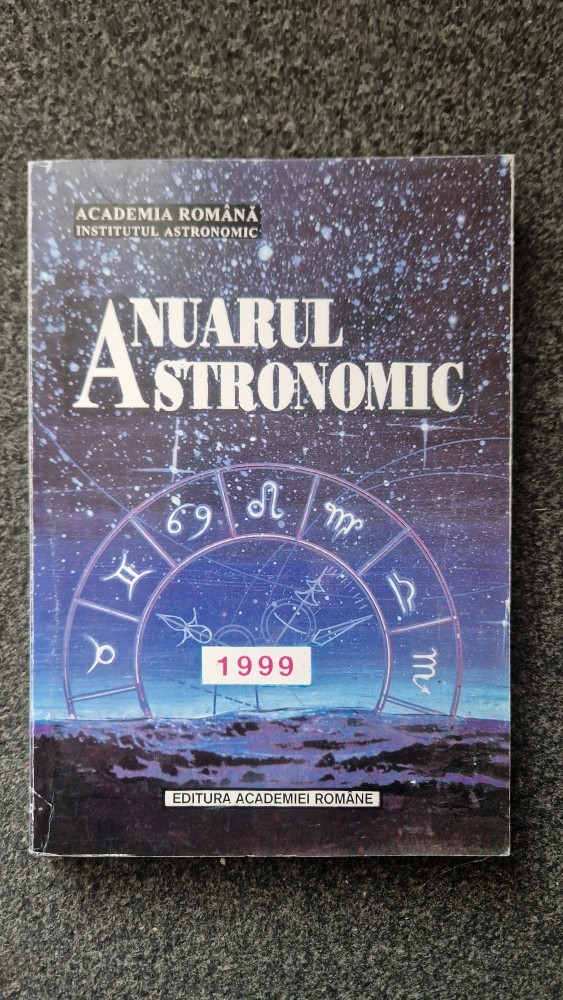 ACADEMIA ROMÂNĂ
INSTITUTUL ASTRONOMIC
ANUARUL
ASTRONOMIC
1999
EDITURA ACADEMIEI ROMÂNE